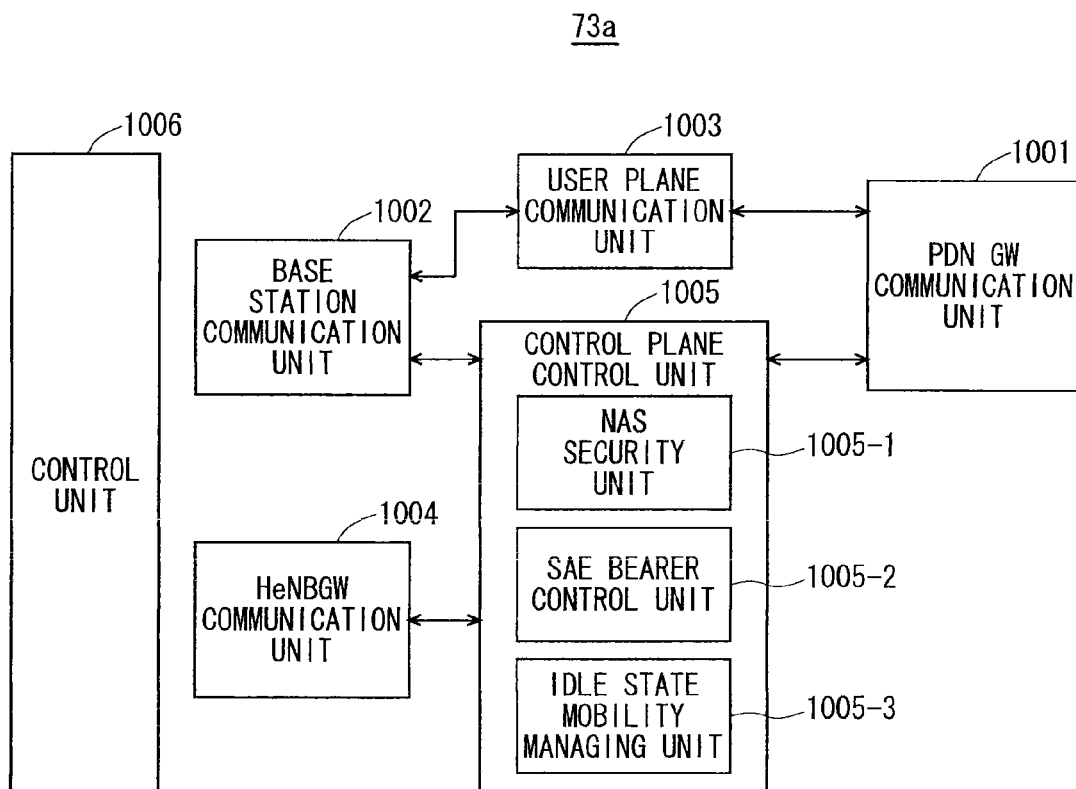 73a
1006
CONTROL
UNIT
1002
BASE
STATION
COMMUNICATION
UNIT
1003
USER PLANE
COMMUNICATION
UNIT
1001
PDN GW
COMMUNICATION
UNIT
1005
CONTROL PLANE
CONTROL UNIT
NAS
SECURITY
UNIT
1005-1
1004
HeNBGW
COMMUNICATION
UNIT
SAE BEARER
CONTROL UNIT
1005-2
IDLE STATE
MOBILITY
MANAGING UNIT
1005-3